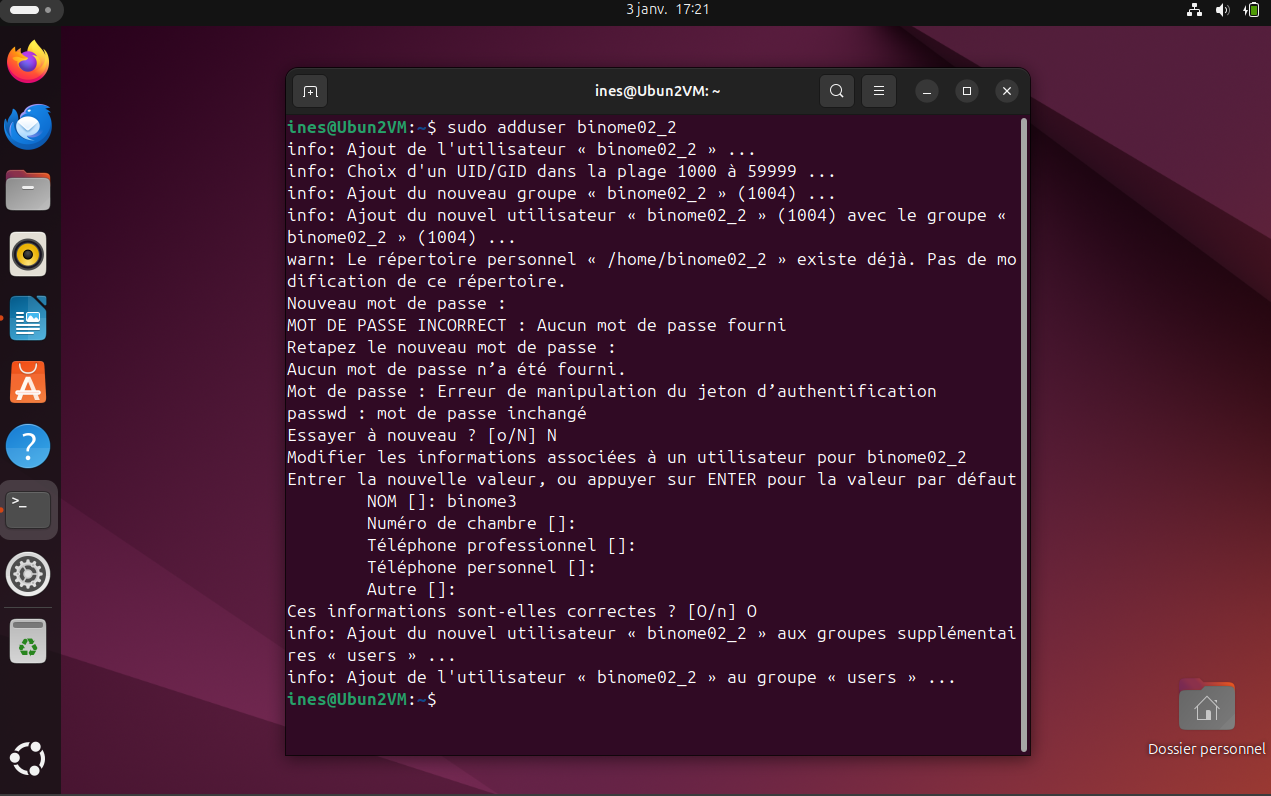 3 janv. 17:21
ines@Ubun2VM: ~
ines@Ubun2VM:~$ sudo adduser binome02_2
info: Ajout de l'utilisateur « binome02_2 » ...
info: Choix d'un UID/GID dans la plage 1000 à 59999 ...
info: Ajout du nouveau groupe « binome02_2 » (1004) ...
info: Ajout du nouvel utilisateur « binome02_2 » (1004) avec le groupe «
binome02_2 » (1004) ...
warn: Le répertoire personnel « /home/binome02_2 » existe déjà. Pas de mo
dification de ce répertoire.
Nouveau mot de passe :
MOT DE PASSE INCORRECT : Aucun mot de passe fourni
Retapez le nouveau mot de passe :
Aucun mot de passe n’a été fourni.
Mot de passe : Erreur de manipulation du jeton d’authentification
passwd : mot de passe inchangé
Essayer à nouveau ? [o/N] N
Modifier les informations associées à un utilisateur pour binome02_2
Entrer la nouvelle valeur, ou appuyer sur ENTER pour la valeur par défaut
NOM []: binome3
Numéro de chambre []:
Téléphone professionnel []:
Téléphone personnel []:
Autre []:
Ces informations sont-elles correctes ? [O/n] O
info: Ajout du nouvel utilisateur « binome02_2 » aux groupes supplémentai
res « users » ...
info: Ajout de l'utilisateur « binome02_2 » au groupe « users » ...
ines@Ubun2VM:~$
Dossier personnel